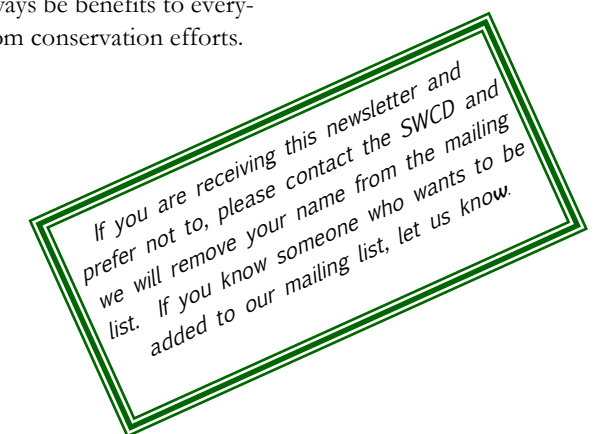 ways be benefits to every-
om conservation efforts.
If you are receiving this newsletter and
prefer not to, please contact the SWCD and
we will remove your name from the mailing
list. If you know someone who wants to be
added to our mailing list, let us know.